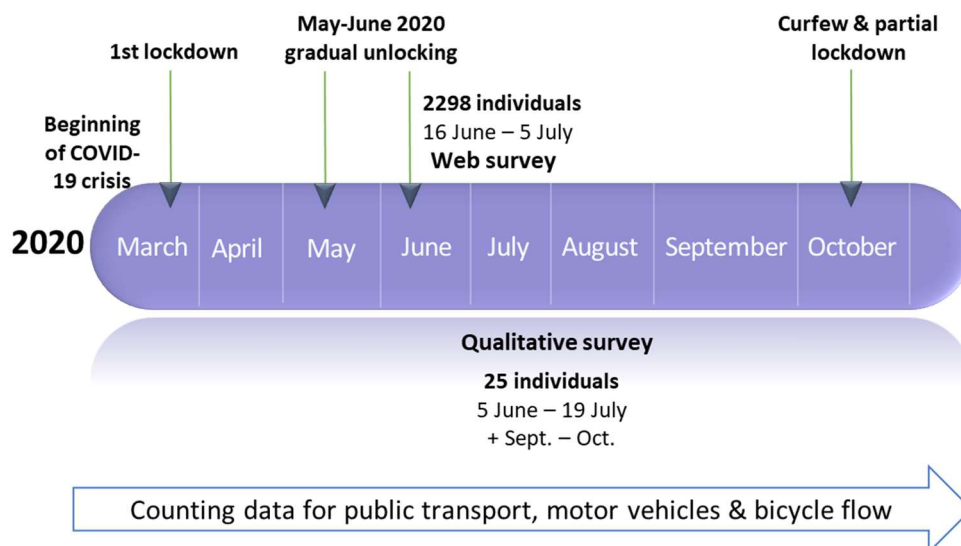 May-June 2020
gradual unlocking
Curfew & partial
lockdown
1st lockdown
2298 individuals
16 June – 5 July
Web survey
Beginning
of COVID-
19 crisis
2020
March
April
May
June
July
August
September
October
Qualitative survey
25 individuals
5 June – 19 July
+ Sept. – Oct.
Counting data for public transport, motor vehicles & bicycle flow